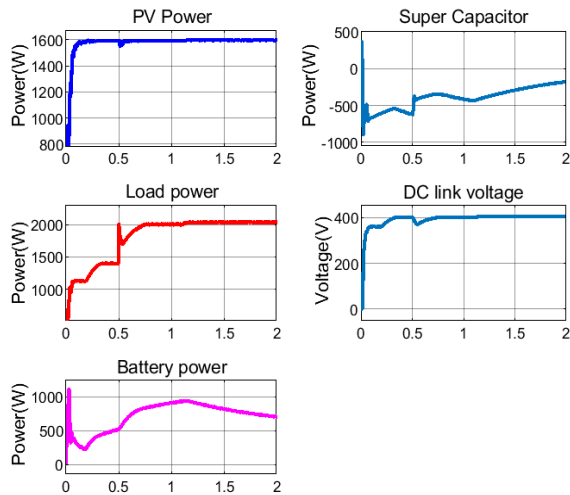 PV Power
Power(W)
1600
1400
1200
1000
800
0 0.5 1 1.5 2
Super Capacitor
Power(W)
500
0
-500
-1000
0 0.5 1 1.5 2
Load power
Power(W)
2000
1500
1000
0 0.5 1 1.5 2
DC link voltage
Voltage(V)
400
200
0
0 0.5 1 1.5 2
Battery power
Power(W)
1000
500
0
0 0.5 1 1.5 2